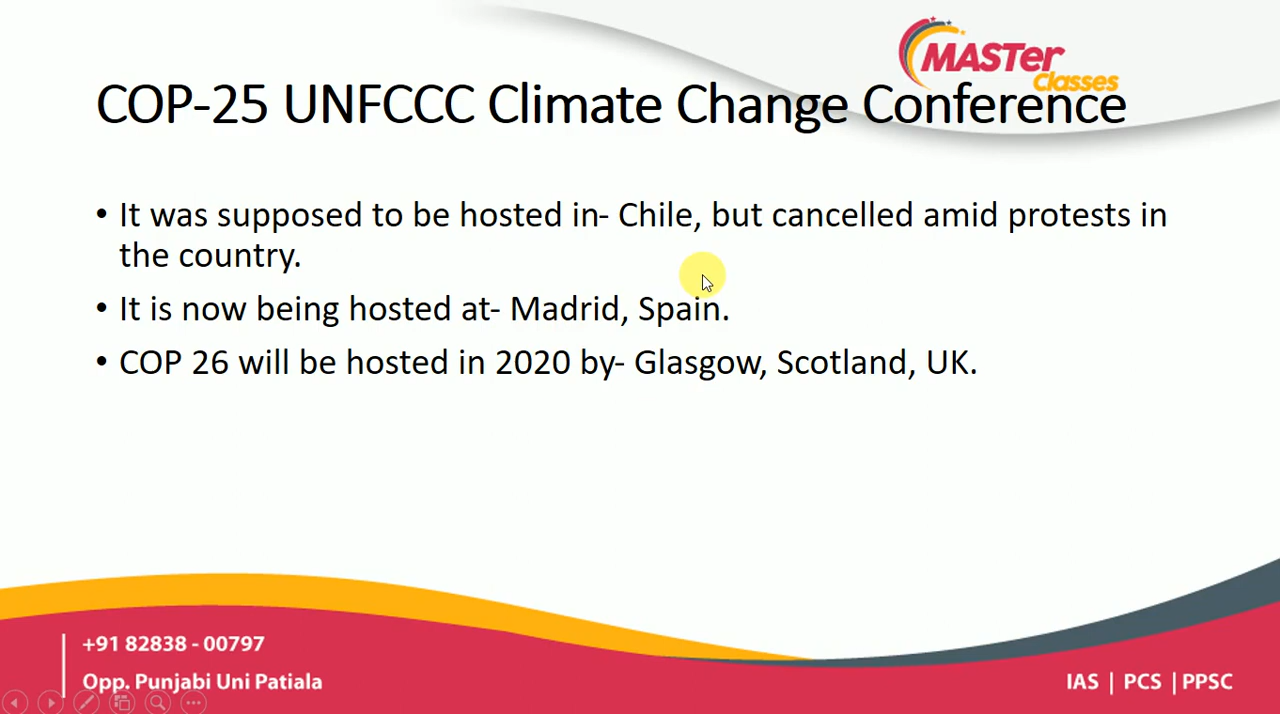 MASTer
Classes
COP-25 UNFCCC Climate Change Conference
• It was supposed to be hosted in- Chile, but cancelled amid protests in
the country.
• It is now being hosted at- Madrid, Spain.
• COP 26 will be hosted in 2020 by- Glasgow, Scotland, UK.
+91 82838 - 00797
Opp. Punjabi Uni Patiala
IAS | PCS | PPSC